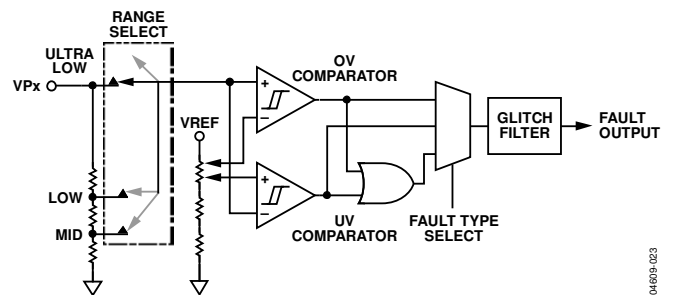 RANGE
SELECT
ULTRA
LOW
VPx
LOW
MID
VREF
+
−
OV
COMPARATOR
+
−
UV
COMPARATOR
FAULT TYPE
SELECT
GLITCH
FILTER
FAULT
OUTPUT
04609-023